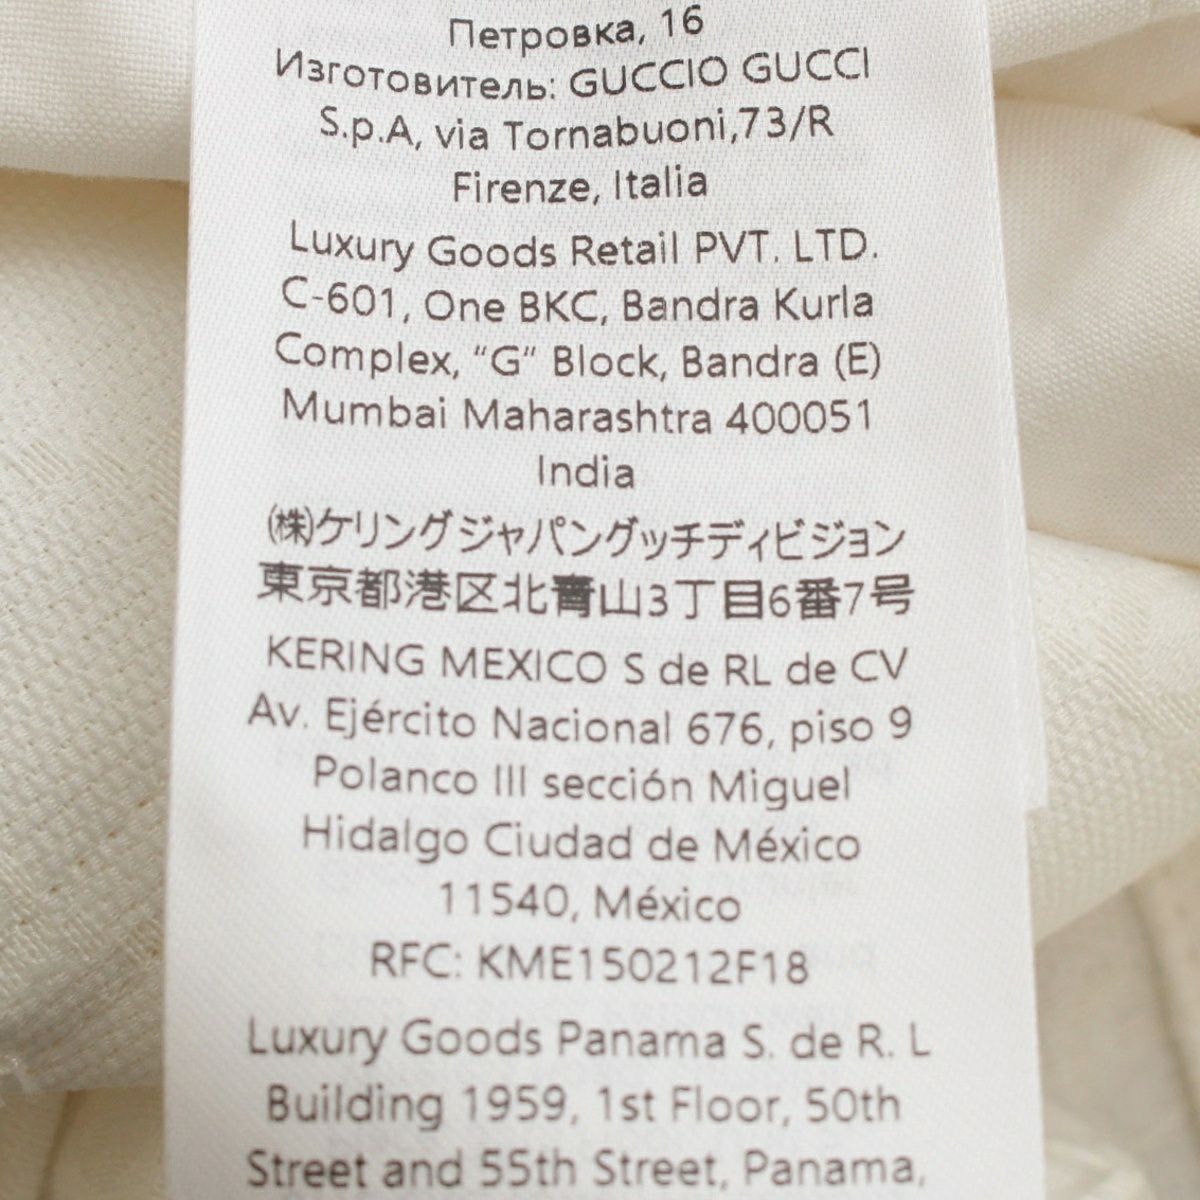 Петровка, 16
Изготовитель: GUCCIO GUCCI
S.p.A, via Tornabuoni,73/R
Firenze, Italia
Luxury Goods Retail PVT. LTD.
C-601, One BKC, Bandra Kurla
Complex, "G" Block, Bandra (E)
Mumbai Maharashtra 400051
India
㈱ケリングジャパングッチディビジョン
東京都港区北青山3丁目6番7号
KERING MEXICO S de RL de CV
Av. Ejército Nacional 676, piso 9
Polanco III sección Miguel
Hidalgo Ciudad de México
11540, México
RFC: KME150212F18
Luxury Goods Panama S. de R. L
Building 1959, 1st Floor, 50th
Street and 55th Street, Panama,